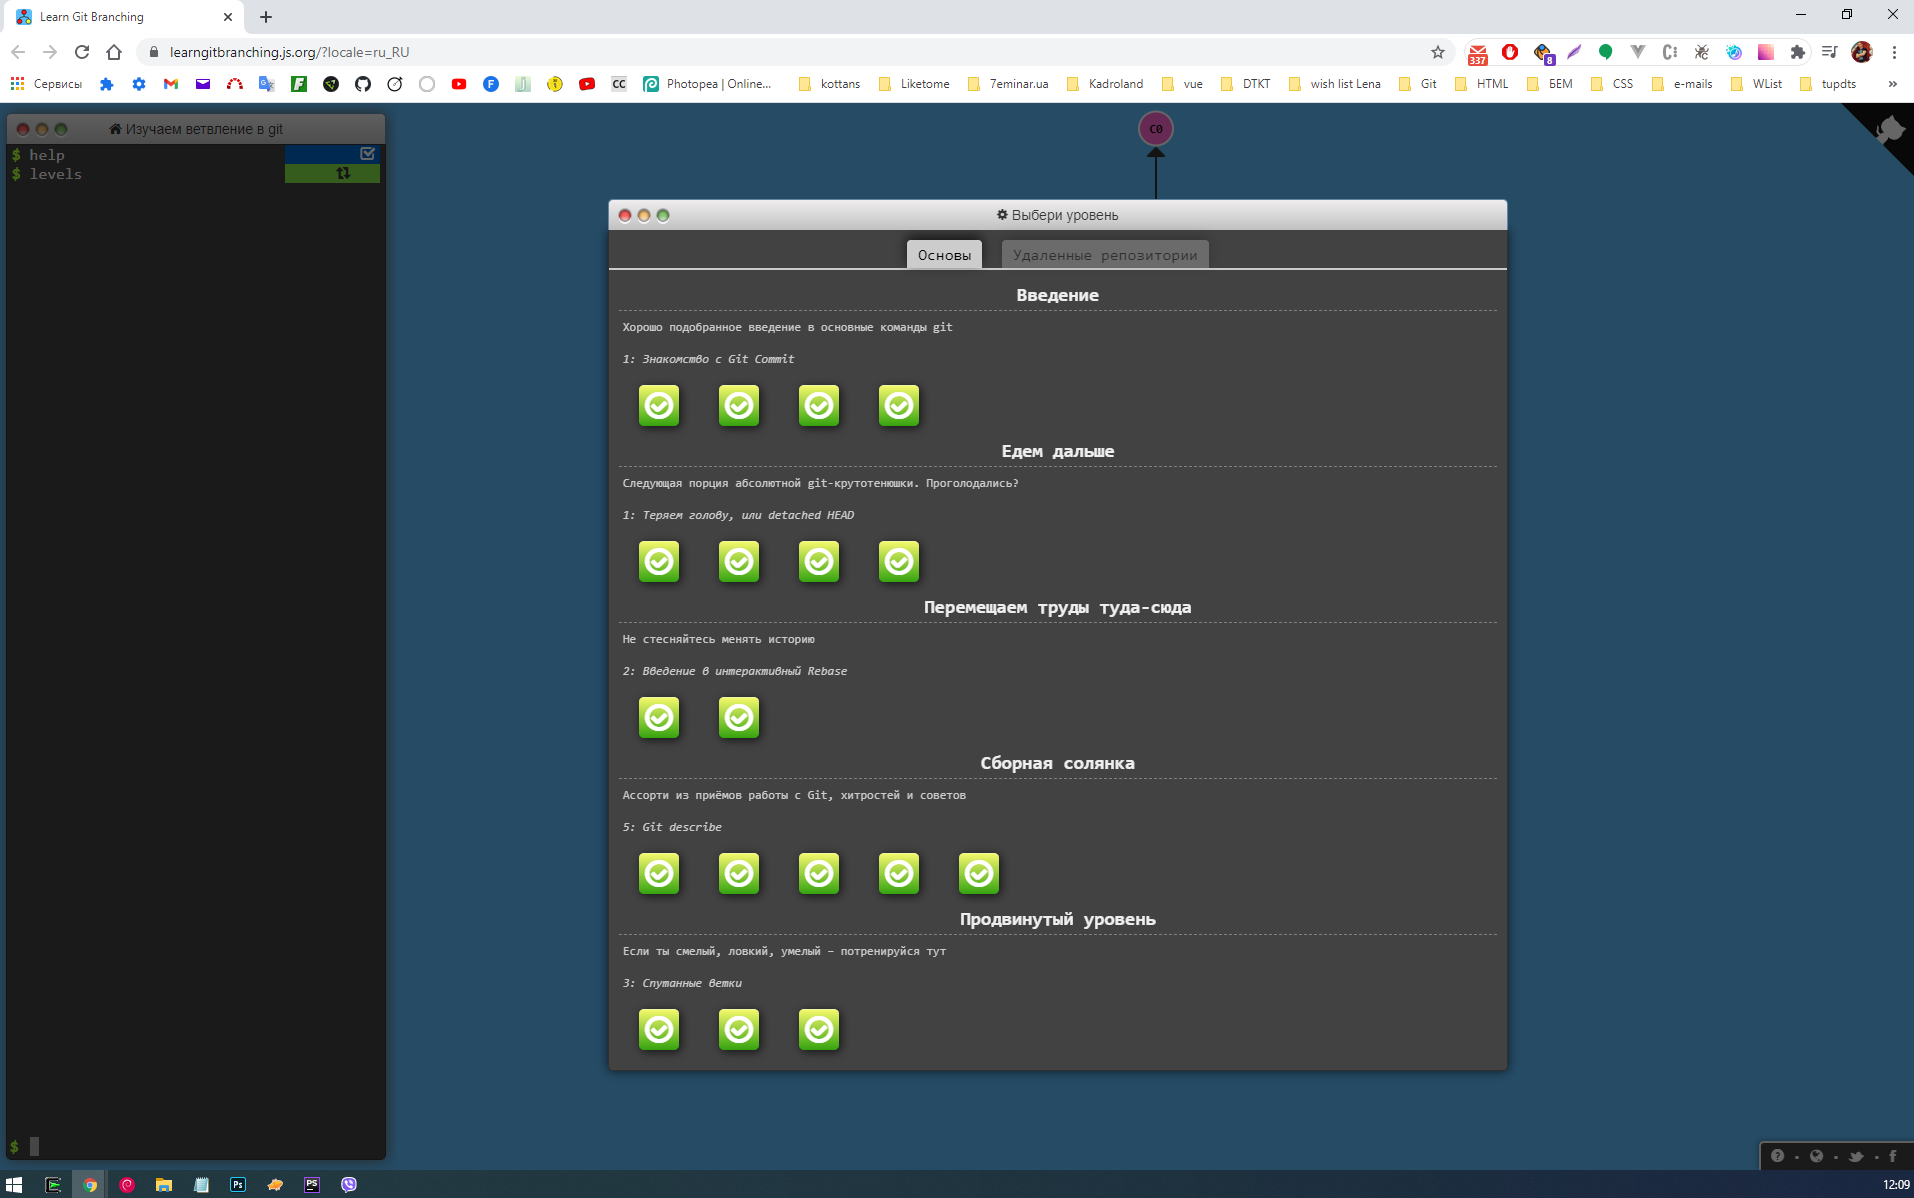 Learn Git Branching
learngitbranching.js.org/?locale=ru_RU
337
8
Сервисы
CC
Photopea | Online...
kottans
Liketome
7eminar.ua
Kadroland
vue
DTKT
wish list Lena
Git
HTML
БЕМ
CSS
e-mails
WList
tupdts
»
Изучаем ветвление в git
$ help
$ levels
C0
Выбери уровень
Основы
Удаленные репозитории
Введение
Хорошо подобранное введение в основные команды git
1: Знакомство с Git Commit
Едем дальше
Следующая порция абсолютной git-крутотенюшки. Проголодались?
1: Теряем голову, или detached HEAD
Перемещаем труды туда-сюда
Не стесняйтесь менять историю
2: Введение в интерактивный Rebase
Сборная солянка
Ассорти из приёмов работы с Git, хитростей и советов
5: Git describe
Продвинутый уровень
Если ты смелый, ловкий, умелый – потренируйся тут
3: Спутанные ветки
$
Ps
PS
12:09